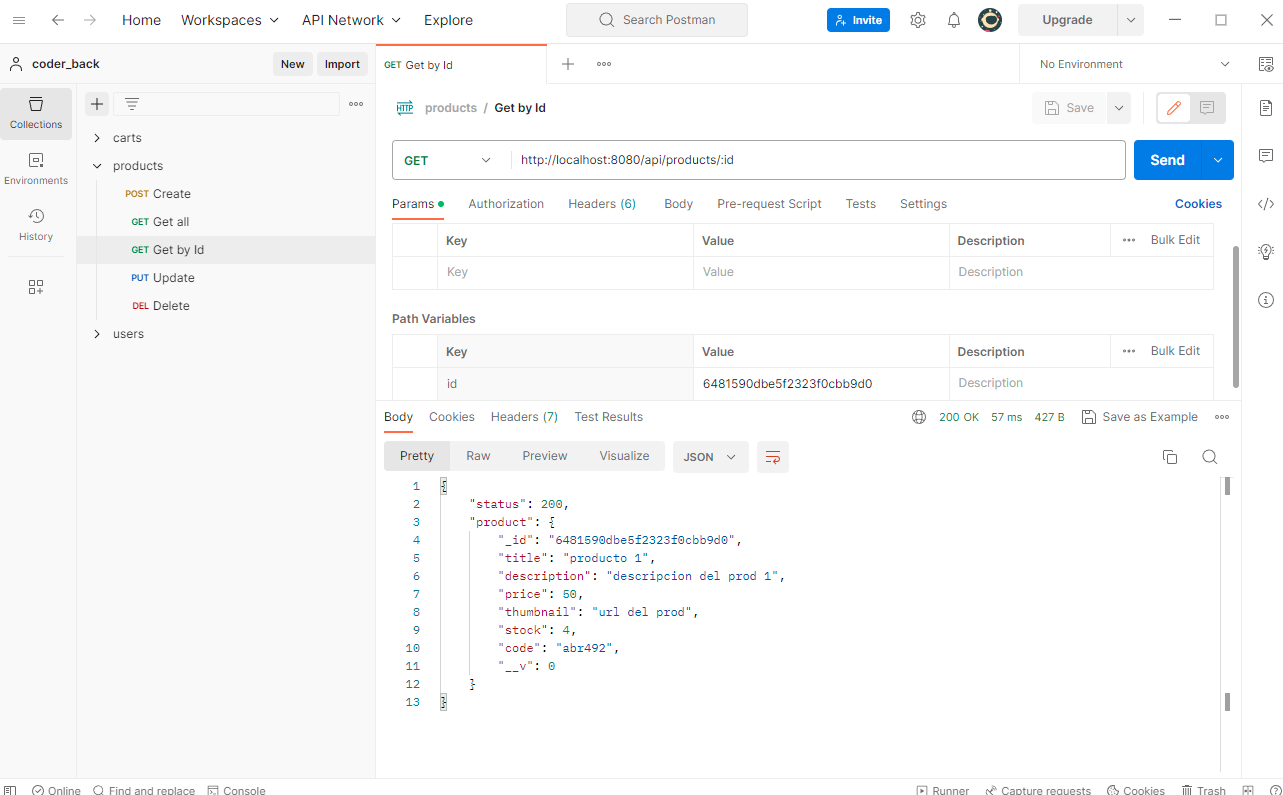 Home Workspaces API Network Explore Search Postman Invite Upgrade
coder_back New Import GET Get by Id No Environment
Collections
Environments
History
carts
products
POST Create
GET Get all
GET Get by Id
PUT Update
DEL Delete
users
HTTP products / Get by Id Save
GET http://localhost:8080/api/products/:id Send
Params Authorization Headers (6) Body Pre-request Script Tests Settings Cookies
Key Value Description Bulk Edit
Key Value Description
Path Variables
Key Value Description Bulk Edit
id 6481590dbe5f2323f0cbb9d0 Description
Body Cookies Headers (7) Test Results 200 OK 57 ms 427 B Save as Example
Pretty Raw Preview Visualize JSON
1 {
2 "status": 200,
3 "product": {
4 "_id": "6481590dbe5f2323f0cbb9d0",
5 "title": "producto 1",
6 "description": "descripcion del prod 1",
7 "price": 50,
8 "thumbnail": "url del prod",
9 "stock": 4,
10 "code": "abr492",
11 "__v": 0
12 }
13 }
Online Find and replace Console Runner Capture requests Cookies Trash